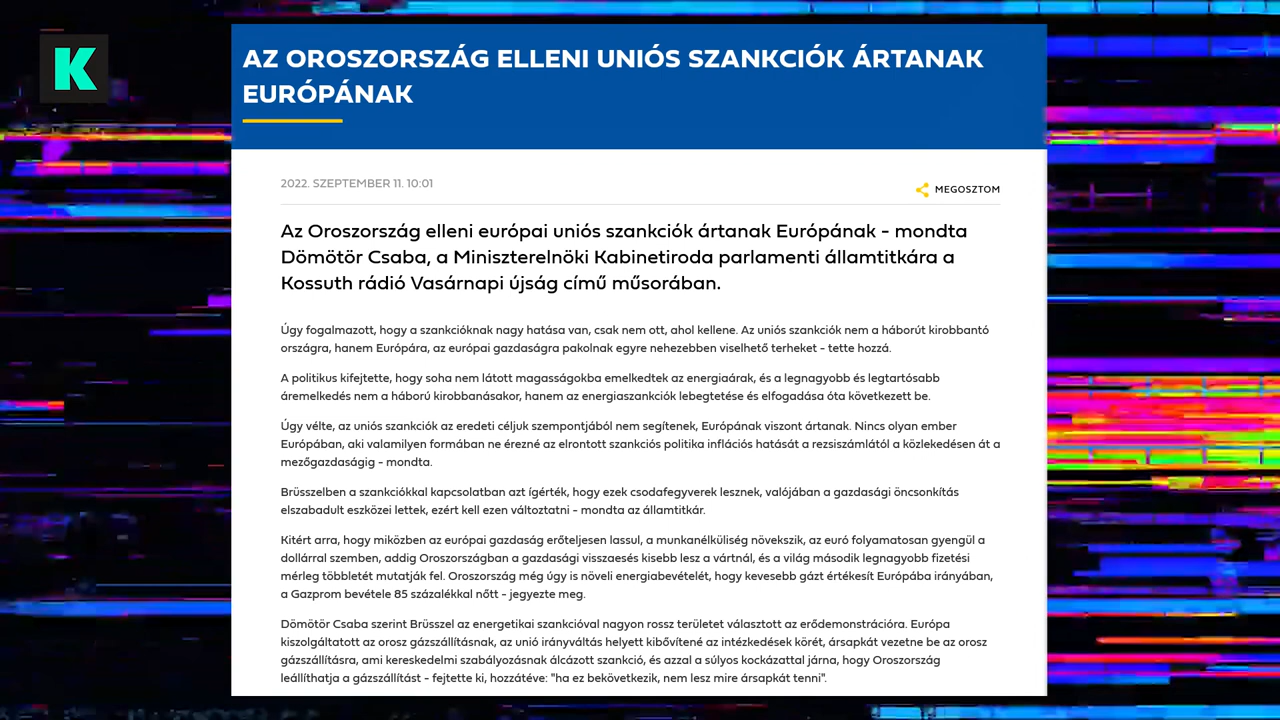 K
AZ OROSZORSZÁG ELLENI UNIÓS SZANKCIÓK ÁRTANAK
EURÓPÁNAK
2022. SZEPTEMBER 11. 10:01
MEGOSZTOM
Az Oroszország elleni európai uniós szankciók ártanak Európának - mondta
Dömötör Csaba, a Miniszterelnöki Kabinetiroda parlamenti államtitkára a
Kossuth rádió Vasárnapi újság című műsorában.
Úgy fogalmazott, hogy a szankcióknak nagy hatása van, csak nem ott, ahol kellene. Az uniós szankciók nem a háborút kirobbantó
országra, hanem Európára, az európai gazdaságra pakolnak egyre nehezebben viselhető terheket - tette hozzá.
A politikus kifejtette, hogy soha nem látott magasságokba emelkedtek az energiaárak, és a legnagyobb és legtartósabb
áremelkedés nem a háború kirobbanásakor, hanem az energiaszankciók lebegtetése és elfogadása óta következett be.
Úgy vélte, az uniós szankciók az eredeti céljuk szempontjából nem segítenek, Európának viszont ártanak. Nincs olyan ember
Európában, aki valamilyen formában ne érezné az elrontott szankciós politika inflációs hatását a rezsiszámlától a közlekedésen át a
mezőgazdaságig - mondta.
Brüsszelben a szankciókkal kapcsolatban azt ígérték, hogy ezek csodafegyverek lesznek, valójában a gazdasági öncsonkítás
elszabadult eszközei lettek, ezért kell ezen változtatni - mondta az államtitkár.
Kitért arra, hogy miközben az európai gazdaság erőteljesen lassul, a munkanélküliség növekszik, az euró folyamatosan gyengül a
dollárral szemben, addig Oroszországban a gazdasági visszaesés kisebb lesz a vártnál, és a világ második legnagyobb fizetési
mérleg többletét mutatják fel. Oroszország még úgy is növeli energiabevételét, hogy kevesebb gázt értékesít Európába irányában,
a Gazprom bevétele 85 százalékkal nőtt - jegyezte meg.
Dömötör Csaba szerint Brüsszel az energetikai szankcióval nagyon rossz területet választott az erődemonstrációra. Európa
kiszolgáltatott az orosz gázszállításnak, az unió irányváltás helyett kibővítené az intézkedések körét, ársapkát vezetne be az orosz
gázszállításra, ami kereskedelmi szabályozásnak álcázott szankció, és azzal a súlyos kockázattal járna, hogy Oroszország
leállíthatja a gázszállítást - fejtette ki, hozzátéve: "ha ez bekövetkezik, nem lesz mire ársapkát tenni".